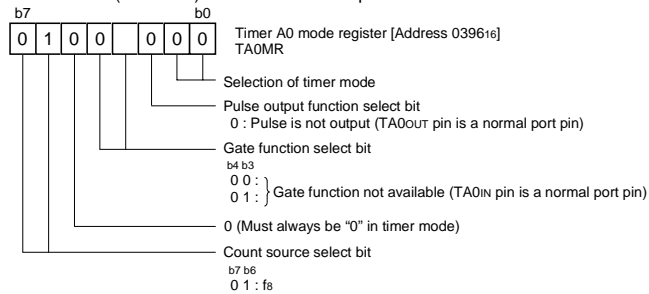 b7 b0
0 1 0 0 0 0 0
Timer A0 mode register [Address 039616]
TA0MR
Selection of timer mode
Pulse output function select bit
0 : Pulse is not output (TA0OUT pin is a normal port pin)
Gate function select bit
b4 b3
0 0 :
0 1 :
Gate function not available (TA0IN pin is a normal port pin)
0 (Must always be “0” in timer mode)
Count source select bit
b7 b6
0 1 : f8